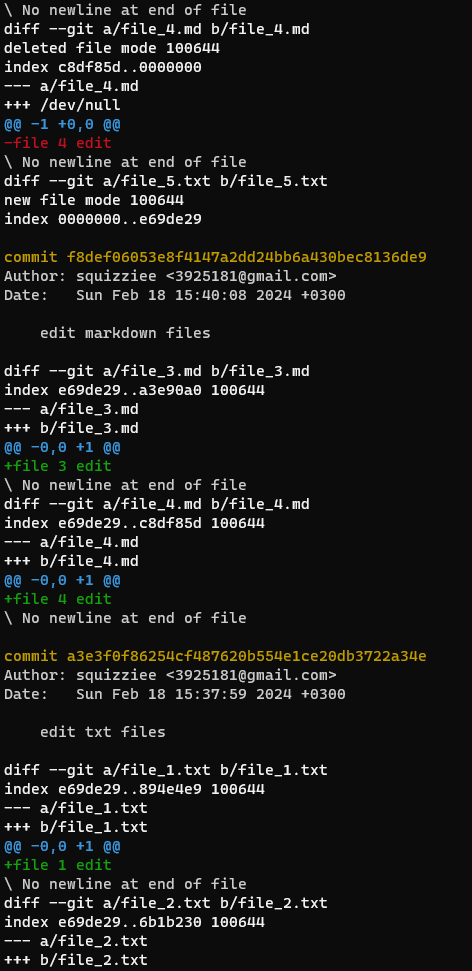 \ No newline at end of file
diff --git a/file_4.md b/file_4.md
deleted file mode 100644
index c8df85d..0000000
--- a/file_4.md
+++ /dev/null
@@ -1 +0,0 @@
-file 4 edit
\ No newline at end of file
diff --git a/file_5.txt b/file_5.txt
new file mode 100644
index 0000000..e69de29
commit f8def06053e8f4147a2dd24bb6a430bec8136de9
Author: squizziee <3925181@gmail.com>
Date:   Sun Feb 18 15:40:08 2024 +0300
    edit markdown files
diff --git a/file_3.md b/file_3.md
index e69de29..a3e90a0 100644
--- a/file_3.md
+++ b/file_3.md
@@ -0,0 +1 @@
+file 3 edit
\ No newline at end of file
diff --git a/file_4.md b/file_4.md
index e69de29..c8df85d 100644
--- a/file_4.md
+++ b/file_4.md
@@ -0,0 +1 @@
+file 4 edit
\ No newline at end of file
commit a3e3f0f86254cf487620b554e1ce20db3722a34e
Author: squizziee <3925181@gmail.com>
Date:   Sun Feb 18 15:37:59 2024 +0300
    edit txt files
diff --git a/file_1.txt b/file_1.txt
index e69de29..894e4e9 100644
--- a/file_1.txt
+++ b/file_1.txt
@@ -0,0 +1 @@
+file 1 edit
\ No newline at end of file
diff --git a/file_2.txt b/file_2.txt
index e69de29..6b1b230 100644
--- a/file_2.txt
+++ b/file_2.txt